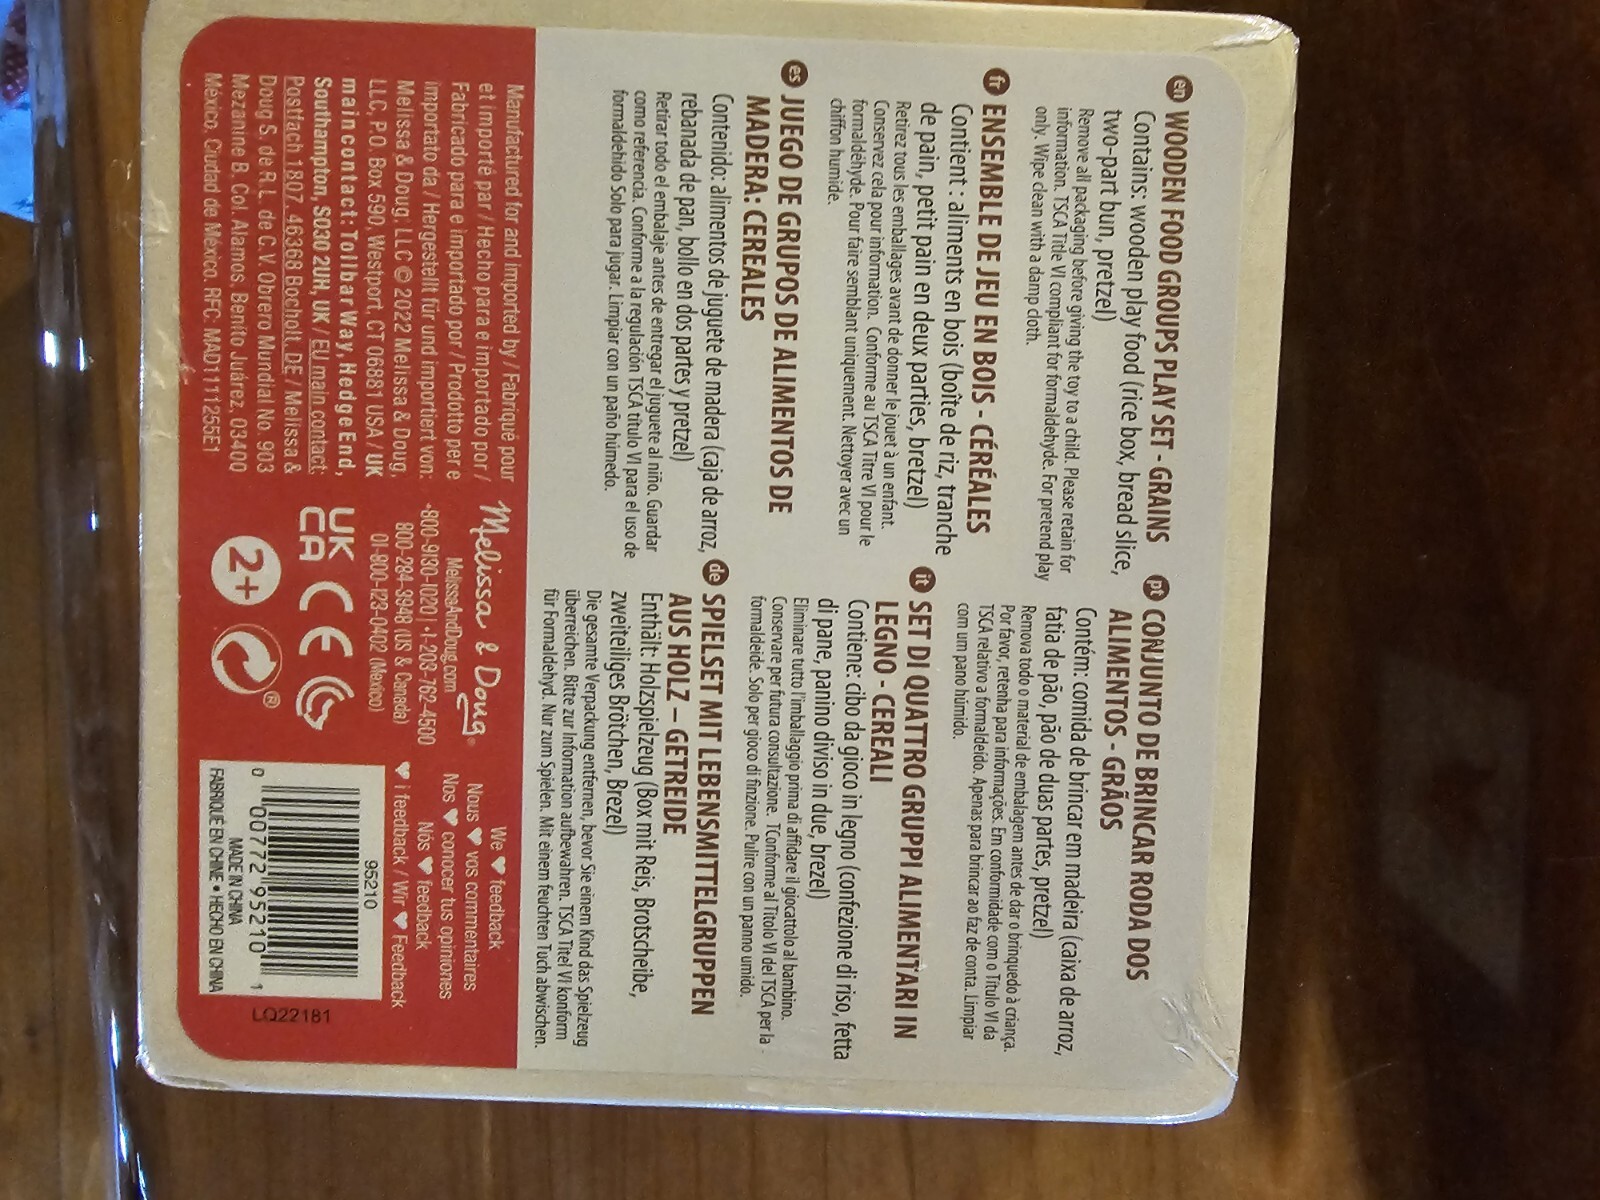 en WOODEN FOOD GROUPS PLAY SET - GRAINS
Contains: wooden play food (rice box, bread slice,
two-part bun, pretzel)
Remove all packaging before giving the toy to a child. Please retain for
information. TSCA Title VI compliant for formaldehyde. For pretend play
only. Wipe clean with a damp cloth.
fr ENSEMBLE DE JEU EN BOIS - CÉRÉALES
Contient : aliments en bois (boîte de riz, tranche
de pain, petit pain en deux parties, bretzel)
Retirez tous les emballages avant de donner le jouet à un enfant.
Conservez cela pour information. Conforme au TSCA Titre VI pour le
formaldéhyde. Pour faire semblant uniquement. Nettoyer avec un
chiffon humide.
es JUEGO DE GRUPOS DE ALIMENTOS DE
MADERA: CEREALES
Contenido: alimentos de juguete de madera (caja de arroz,
rebanada de pan, bollo en dos partes y pretzel)
Retirar todo el embalaje antes de entregar el juguete al niño. Guardar
como referencia. Conforme a la regulación TSCA título VI para el uso de
formaldehído Solo para jugar. Limpiar con un paño húmedo.
pt CONJUNTO DE BRINCAR RODA DOS
ALIMENTOS - GRÃOS
Contém: comida de brincar em madeira (caixa de arroz,
fatia de pão, pão de duas partes, pretzel)
Remova todo o material de embalagem antes de dar o brinquedo à criança.
Por favor, retenha para informações. Em conformidade com o Título VI da
TSCA relativo a formaldeído. Apenas para brincar ao faz de conta. Limpiar
com um pano húmido.
it SET DI QUATTRO GRUPPI ALIMENTARI IN
LEGNO - CEREALI
Contiene: cibo da gioco in legno (confezione di riso, fetta
di pane, panino diviso in due, brezel)
Eliminare tutto l'imballaggio prima di affidare il giocattolo al bambino.
Conservare per futura consultazione. TConforme al Titolo VI del TSCA per la
formaldeide. Solo per gioco di finzione. Pulire con un panno umido.
de SPIELSET MIT LEBENSMITTELGRUPPEN
AUS HOLZ – GETREIDE
Enthält: Holzspielzeug (Box mit Reis, Brotscheibe,
zweiteiliges Brötchen, Brezel)
Die gesamte Verpackung entfernen, bevor Sie einem Kind das Spielzeug
überreichen. Bitte zur Information aufbewahren. TSCA Titel VI konform
für Formaldehyd. Nur zum Spielen. Mit einem feuchten Tuch abwischen.
Manufactured for and imported by / Fabriqué pour
et importé par / Hecho para e importado por /
Fabricado para e importado por / Prodotto per e
importato da / Hergestellt für und importiert von:
Melissa & Doug, LLC © 2022 Melissa & Doug,
LLC, P.O. Box 590, Westport, CT 06881 USA / UK
main contact: Tollbar Way, Hedge End,
Southampton, SO30 2UH, UK / EU main contact:
Postfach 1807, 46368 Bocholt, DE / Melissa &
Doug S. de R.L. de C.V. Obrero Mundial No. 903
Mezanine B. Col. Alamos, Benito Juárez, 03400
México, Ciudad de México. RFC: MAD1111255E1
Melissa & Doug®
MelissaAndDoug.com
+800-9130-1020 | +1-203-762-4500
800-284-3948 (US & Canada)
01-800-123-0402 (Mexico)
UK
CA CE
2+ ®
We ♥ feedback
Nous ♥ vos commentaires
Nos ♥ conocer tus opiniones
Nós ♥ feedback
♥ i feedback / Wir ♥ Feedback
95210
0 00772 95210 1
MADE IN CHINA
FABRIQUÉ EN CHINE • HECHO EN CHINA
LQ22181